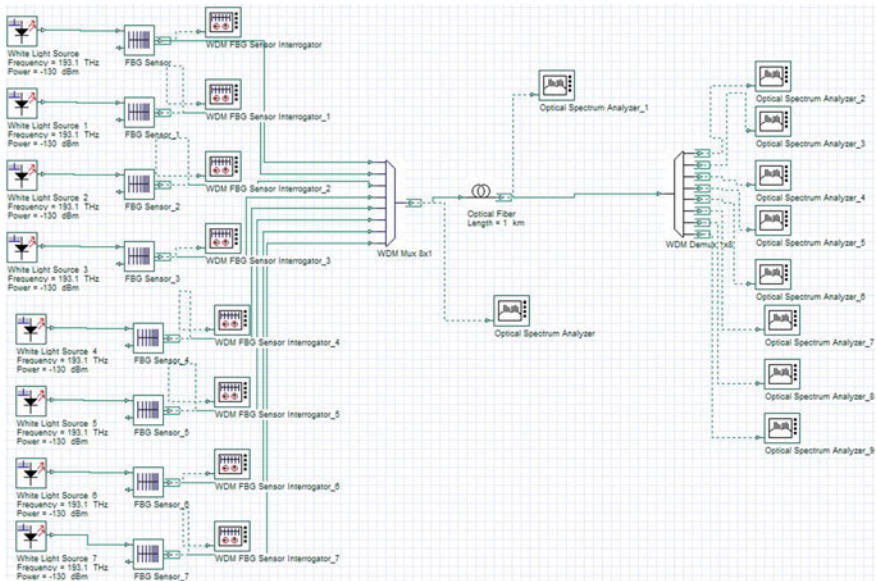 White Light Source
Frequency = 193.1 THz
Power = -130 dBm
FBG Sensor
WDM FBG Sensor Interrogator
White Light Source 1
Frequency = 193.1 THz
Power = -130 dBm
FBG Sensor_1
WDM FBG Sensor Interrogator_1
White Light Source 2
Frequency = 193.1 THz
Power = -130 dBm
FBG Sensor_2
WDM FBG Sensor Interrogator_2
White Light Source 3
Frequency = 193.1 THz
Power = -130 dBm
FBG Sensor_3
WDM FBG Sensor Interrogator_3
White Light Source 4
Frequency = 193.1 THz
Power = -130 dBm
FBG Sensor_4
WDM FBG Sensor Interrogator_4
White Light Source 5
Frequency = 193.1 THz
Power = -130 dBm
FBG Sensor_5
WDM FBG Sensor Interrogator_5
White Light Source 6
Frequency = 193.1 THz
Power = -130 dBm
FBG Sensor_6
WDM FBG Sensor Interrogator_6
White Light Source 7
Frequency = 193.1 THz
Power = -130 dBm
FBG Sensor_7
WDM FBG Sensor Interrogator_7
WDM Mux 8x1
Optical Spectrum Analyzer_1
Optical Fiber
Length = 1 km
Optical Spectrum Analyzer
WDM Demux 1x8
Optical Spectrum Analyzer_2
Optical Spectrum Analyzer_3
Optical Spectrum Analyzer_4
Optical Spectrum Analyzer_5
Optical Spectrum Analyzer_6
Optical Spectrum Analyzer_7
Optical Spectrum Analyzer_8
Optical Spectrum Analyzer_9